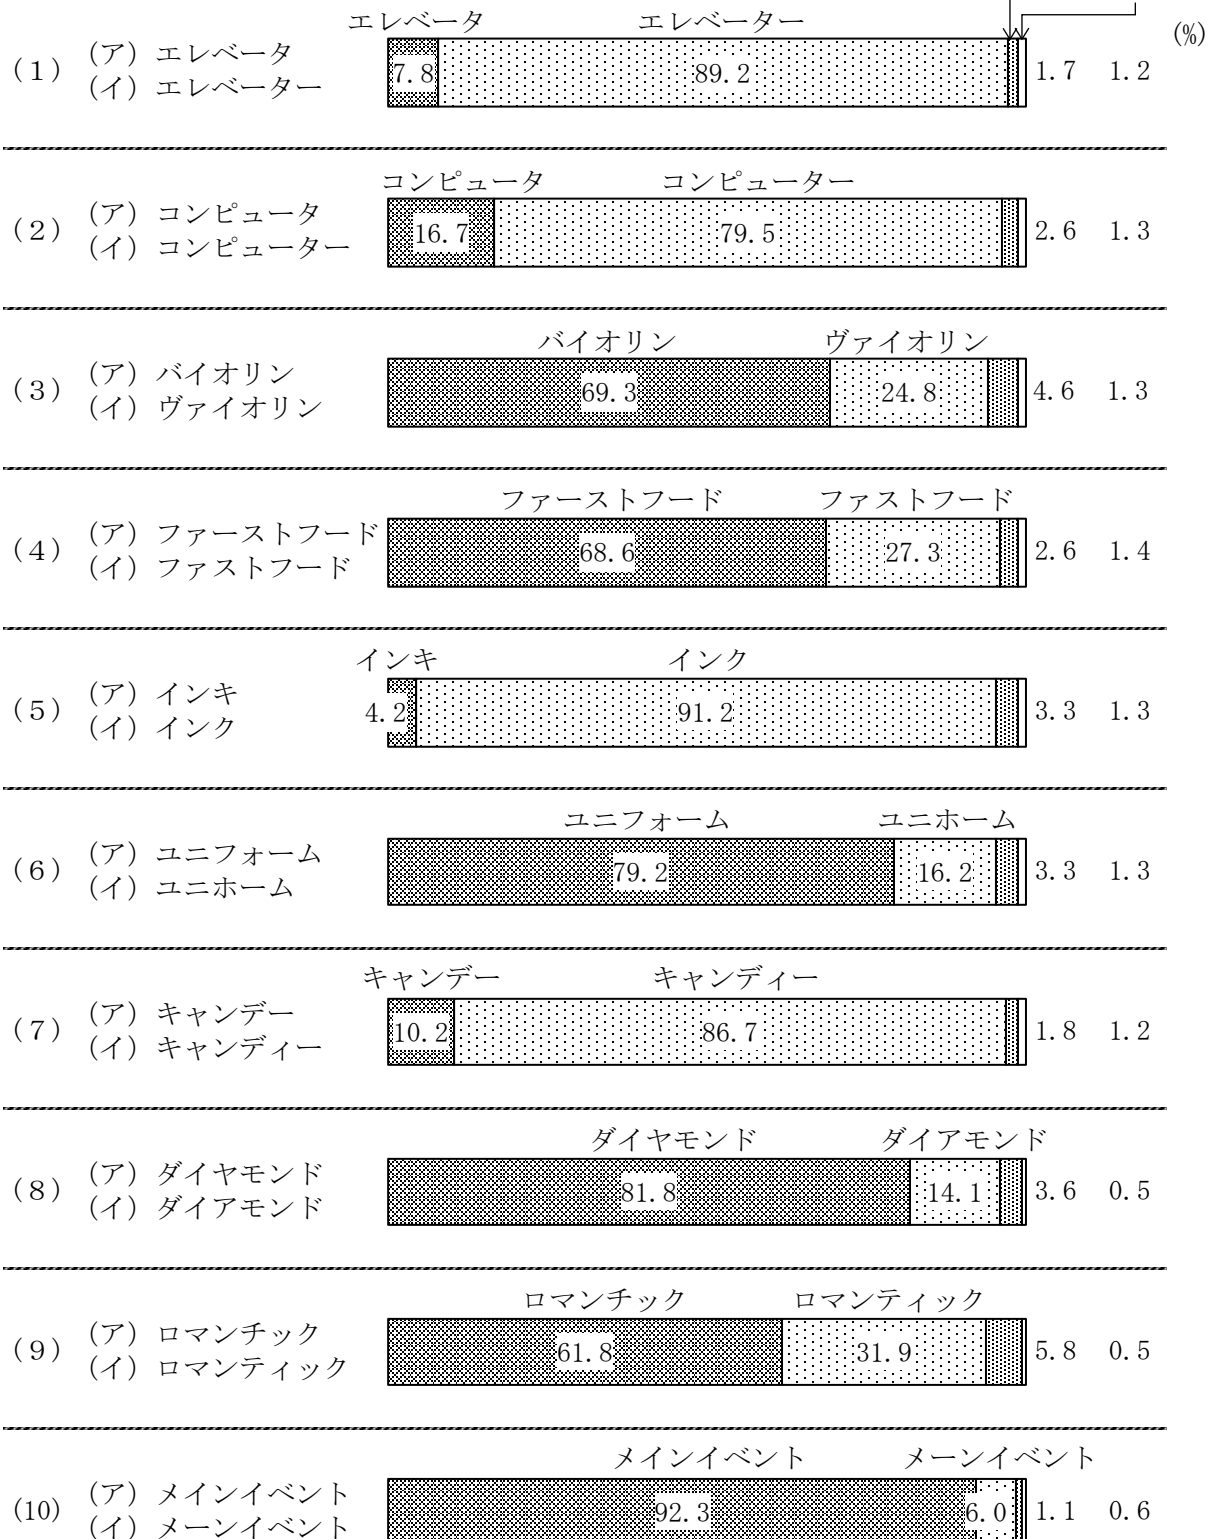 エレベータ エレベーター
(%)
(1) (ア) エレベータ 7.8 89.2 1.7 1.2
(イ) エレベーター
コンピュータ コンピューター
(2) (ア) コンピュータ 16.7 79.5 2.6 1.3
(イ) コンピューター
バイオリン ヴァイオリン
(3) (ア) バイオリン 69.3 24.8 4.6 1.3
(イ) ヴァイオリン
ファーストフード ファストフード
(4) (ア) ファーストフード 68.6 27.3 2.6 1.4
(イ) ファストフード
インキ インク
(5) (ア) インキ 4.2 91.2 3.3 1.3
(イ) インク
ユニフォーム ユニホーム
(6) (ア) ユニフォーム 79.2 16.2 3.3 1.3
(イ) ユニホーム
キャンデー キャンディー
(7) (ア) キャンデー 10.2 86.7 1.8 1.2
(イ) キャンディー
ダイヤモンド ダイアモンド
(8) (ア) ダイヤモンド 81.8 14.1 3.6 0.5
(イ) ダイアモンド
ロマンチック ロマンティック
(9) (ア) ロマンチック 61.8 31.9 5.8 0.5
(イ) ロマンティック
メインイベント メーンイベント
(10) (ア) メインイベント 92.3 6.0 1.1 0.6
(イ) メーンイベント